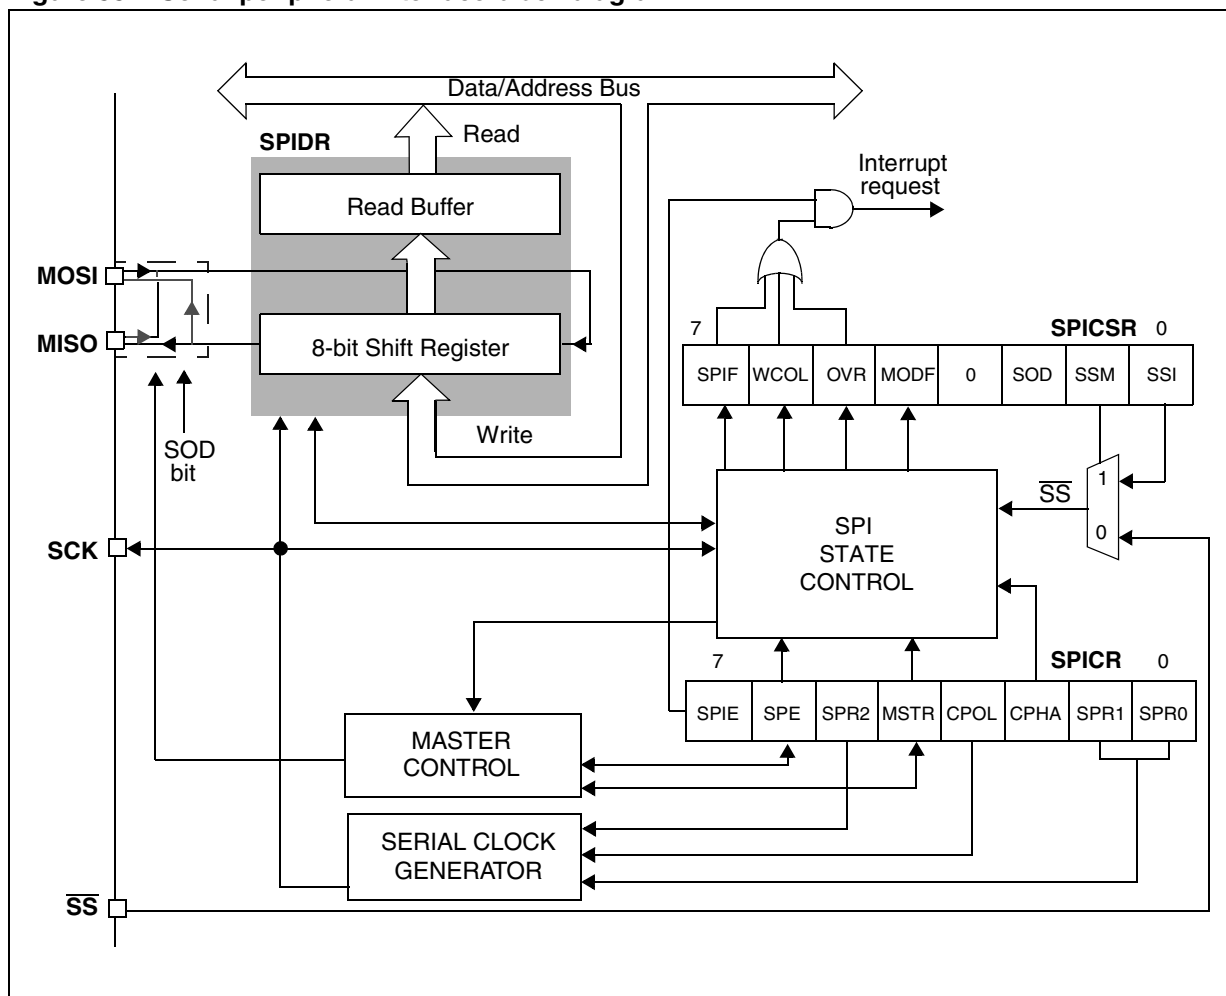 Data/Address Bus
SPIDR
Read
Read Buffer
Interrupt
request
MOSI
MISO
8-bit Shift Register
7
SPICSR 0
SPIF WCOL OVR MODF 0 SOD SSM SSI
Write
SOD
bit
1
SS
0
SCK
SPI
STATE
CONTROL
7
SPICR 0
SPIE SPE SPR2 MSTR CPOL CPHA SPR1 SPR0
MASTER
CONTROL
SERIAL CLOCK
GENERATOR
SS